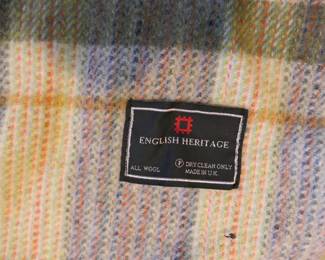 ENGLISH HERITAGE
ALL WOOL
Ⓟ DRY CLEAN ONLY
MADE IN U.K.